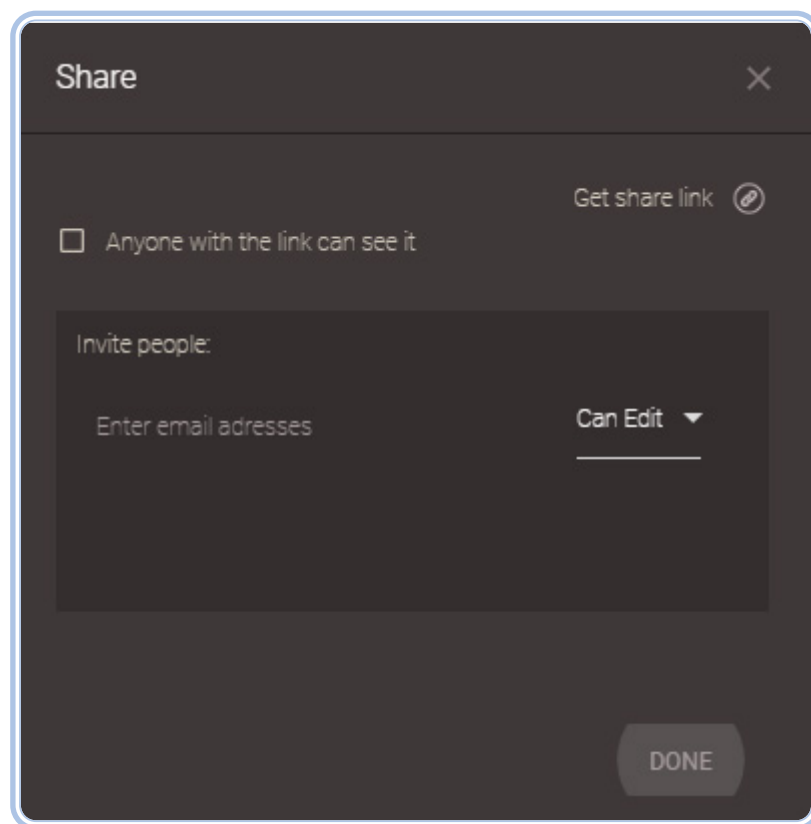 Share
Get share link
Anyone with the link can see it
Invite people:
Enter email adresses
Can Edit
DONE